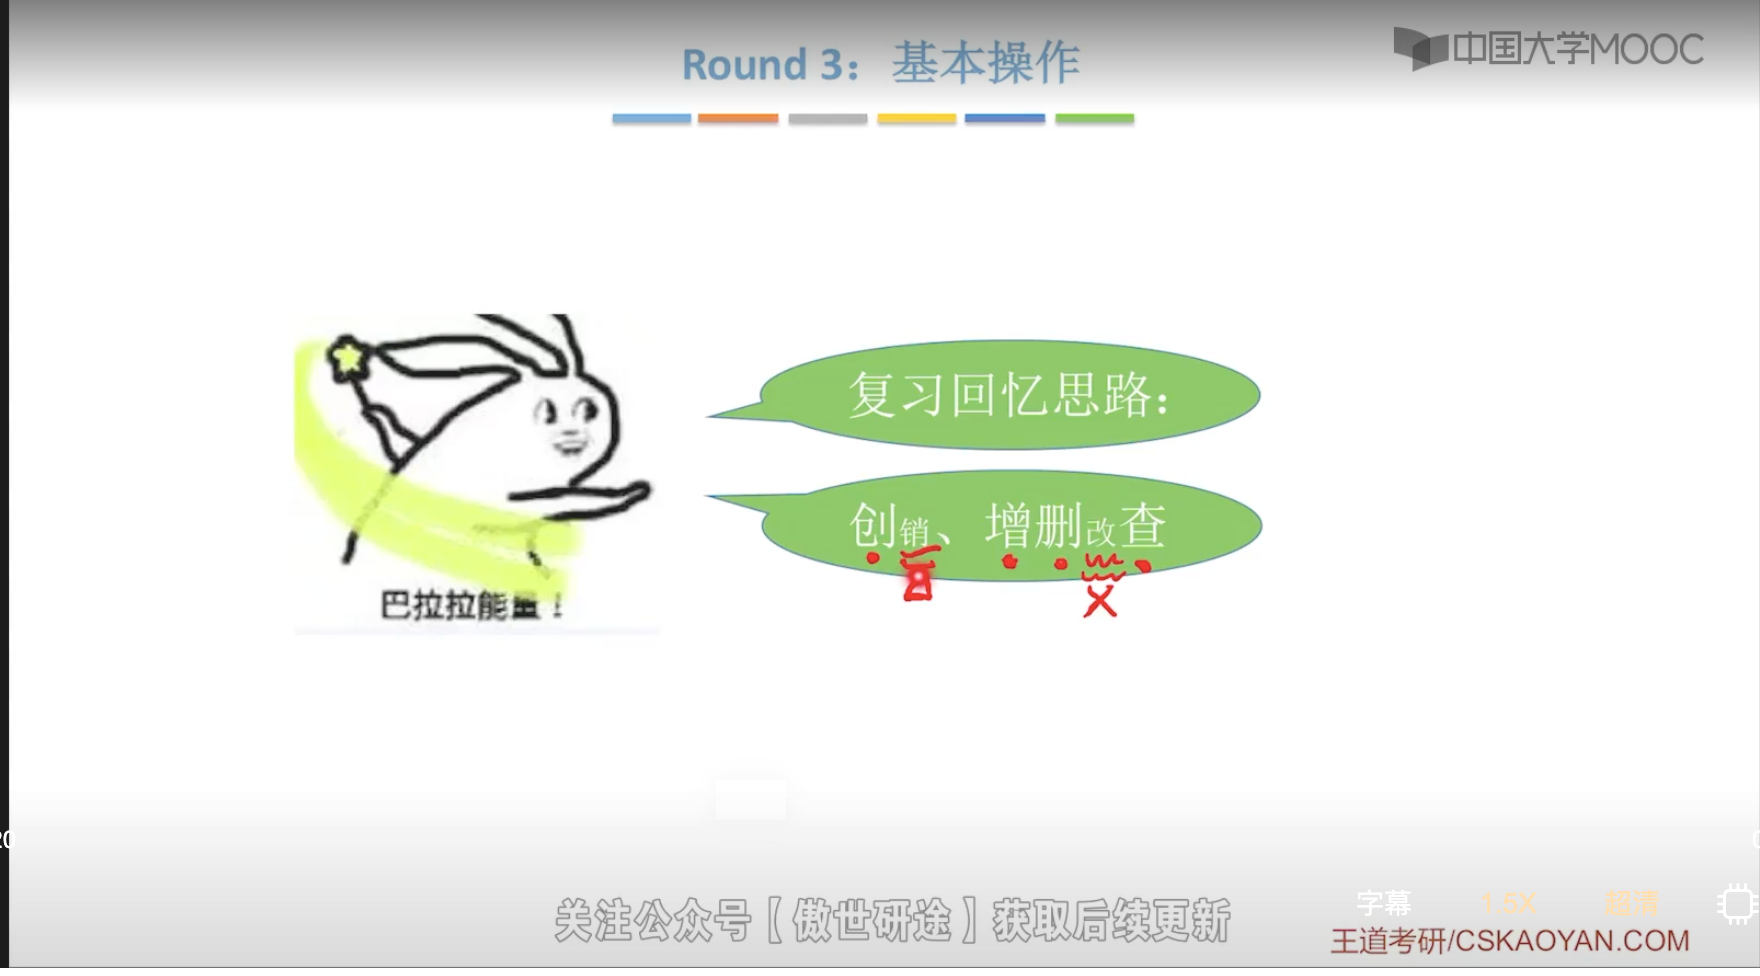 Round 3：基本操作
中国大学MOOC
复习回忆思路：
创销、增删改查
巴拉拉能量！
20
字幕 1.5X 超清
关注公众号【傲世研途】获取后续更新
王道考研/CSKAOYAN.COM